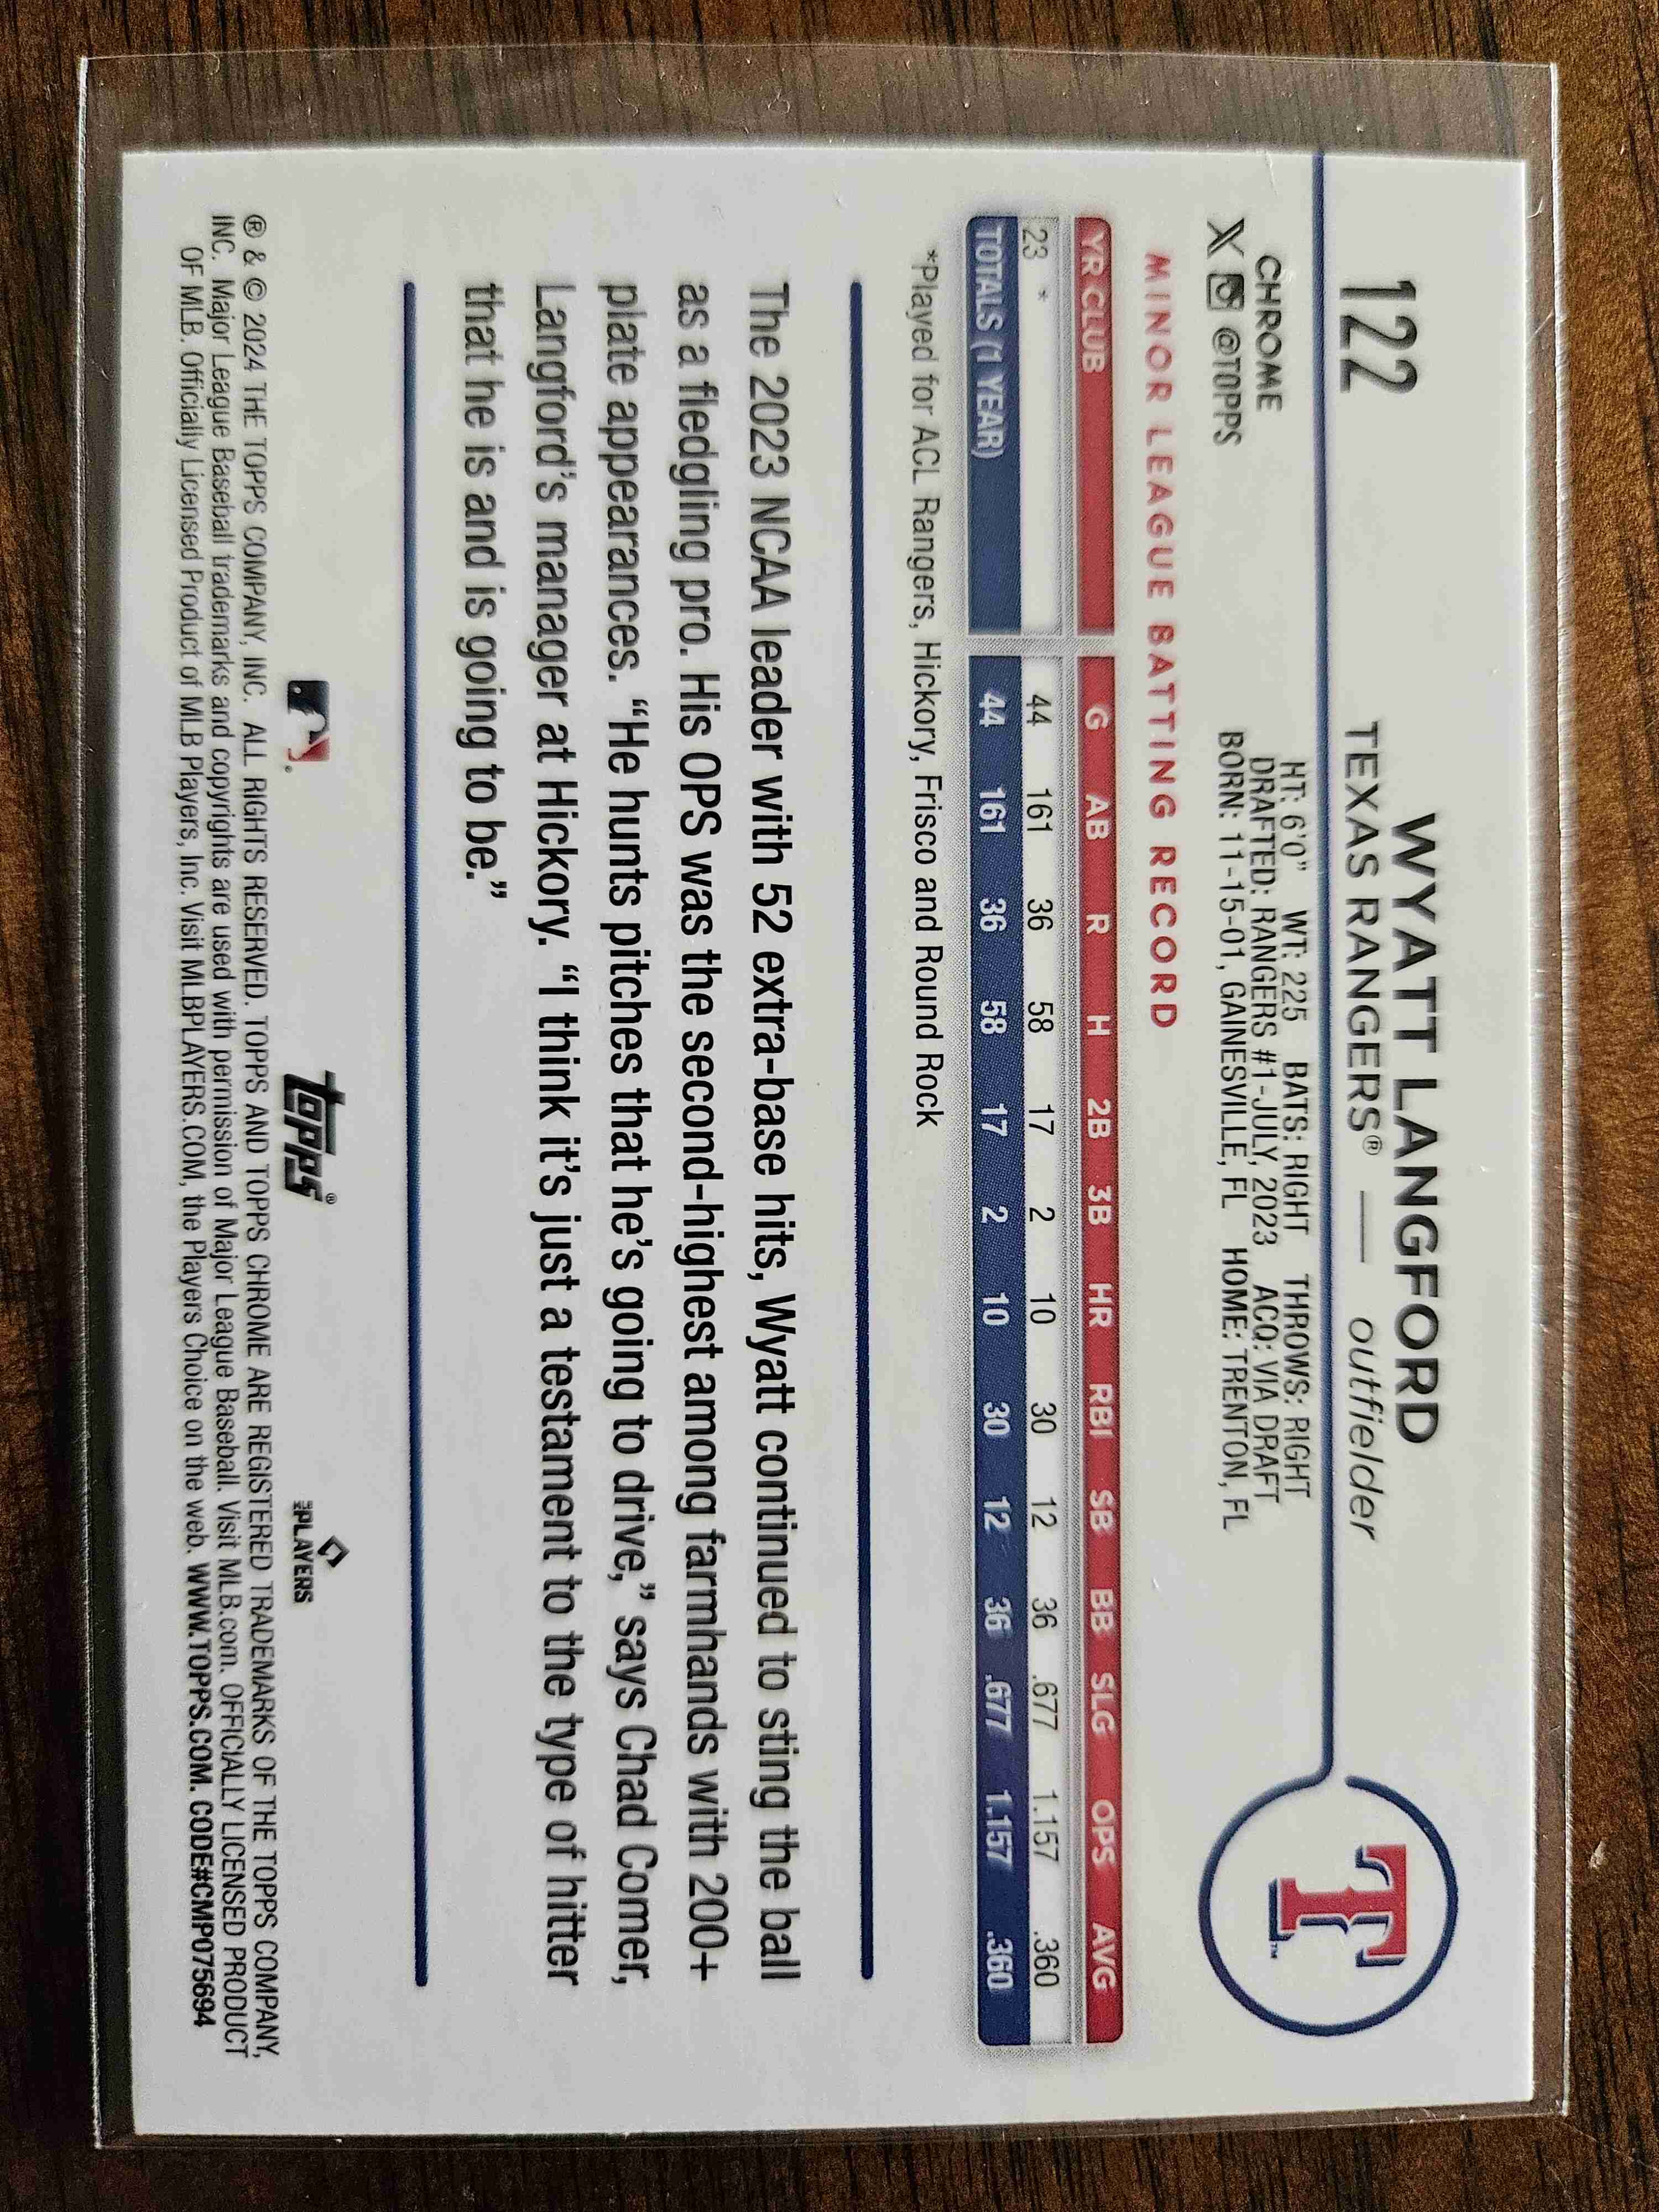 122
WYATT LANGFORD
TEXAS RANGERS® — outfielder
CHROME
X @TOPPS
HT: 6'0" WT: 225 BATS: RIGHT THROWS: RIGHT
DRAFTED: RANGERS #1-JULY, 2023 ACQ: VIA DRAFT
BORN: 11-15-01, GAINESVILLE, FL HOME: TRENTON, FL
T™
MINOR LEAGUE BATTING RECORD
YR CLUB G AB R H 2B 3B HR RBI SB BB SLG OPS AVG
23 * 44 161 36 58 17 2 10 30 12 36 .677 1.157 .360
TOTALS (1 YEAR) 44 161 36 58 17 2 10 30 12 36 .677 1.157 .360
*Played for ACL Rangers, Hickory, Frisco and Round Rock
The 2023 NCAA leader with 52 extra-base hits, Wyatt continued to sting the ball
as a fledgling pro. His OPS was the second-highest among farmhands with 200+
plate appearances. “He hunts pitches that he’s going to drive,” says Chad Comer,
Langford’s manager at Hickory. “I think it’s just a testament to the type of hitter
that he is and is going to be.”
topps®
PLAYERS
® & © 2024 THE TOPPS COMPANY, INC. ALL RIGHTS RESERVED. TOPPS AND TOPPS CHROME ARE REGISTERED TRADEMARKS OF THE TOPPS COMPANY,
INC. Major League Baseball trademarks and copyrights are used with permission of Major League Baseball. Visit MLB.com. OFFICIALLY LICENSED PRODUCT
OF MLB. Officially Licensed Product of MLB Players, Inc. Visit MLBPLAYERS.COM, the Players Choice on the web. WWW.TOPPS.COM. CODE#CMP075694